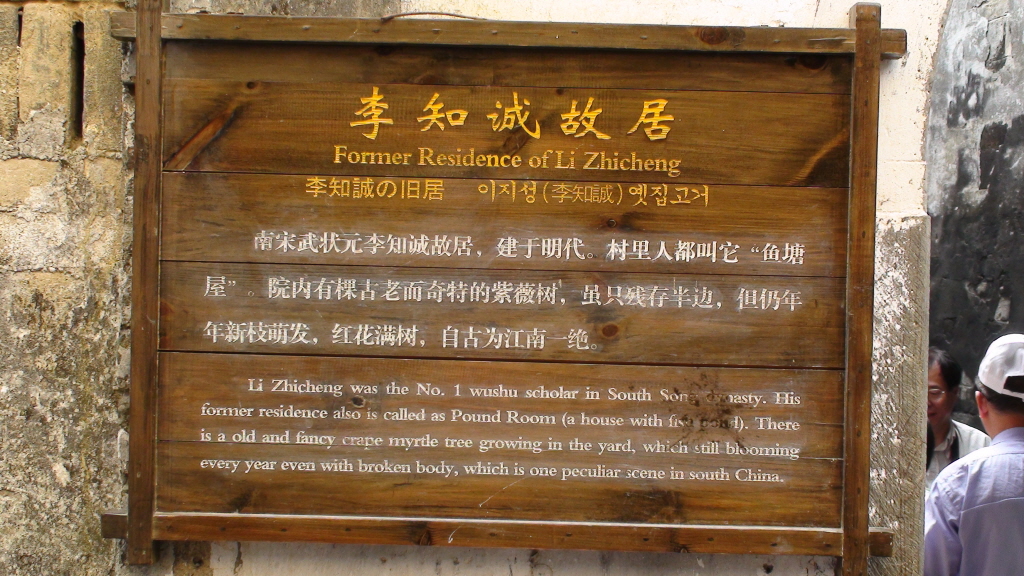 李知诚故居
Former Residence of Li Zhicheng
李知誠の旧居 이지성(李知誠)옛집고거
南宋武状元李知诚故居，建于明代。村里人都叫它“鱼塘
屋”。院内有棵古老而奇特的紫薇树，虽只残存半边，但仍年
年新枝萌发，红花满树，自古为江南一绝。
Li Zhicheng was the No. 1 wushu scholar in South Song dynasty. His
former residence also is called as Pound Room (a house with fish pond). There
is a old and fancy crape myrtle tree growing in the yard, which still blooming
every year even with broken body, which is one peculiar scene in south China.